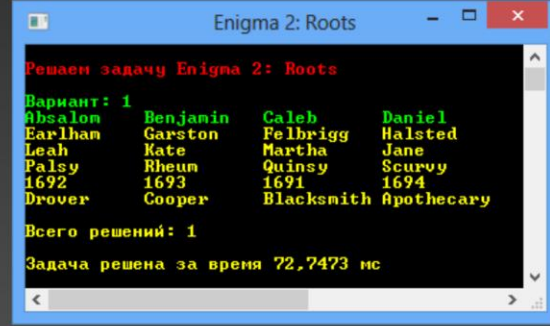 Enigma 2: Roots
Решаем задачу Enigma 2: Roots
Вариант: 1
Absalom Benjamin Caleb Daniel
Earlham Garston Felbrigg Halsted
Leah Kate Martha Jane
Palsy Rheum Quinsy Scurvy
1692 1693 1691 1694
Drover Cooper Blacksmith Apothecary
Всего решений: 1
Задача решена за время 72,7473 мс